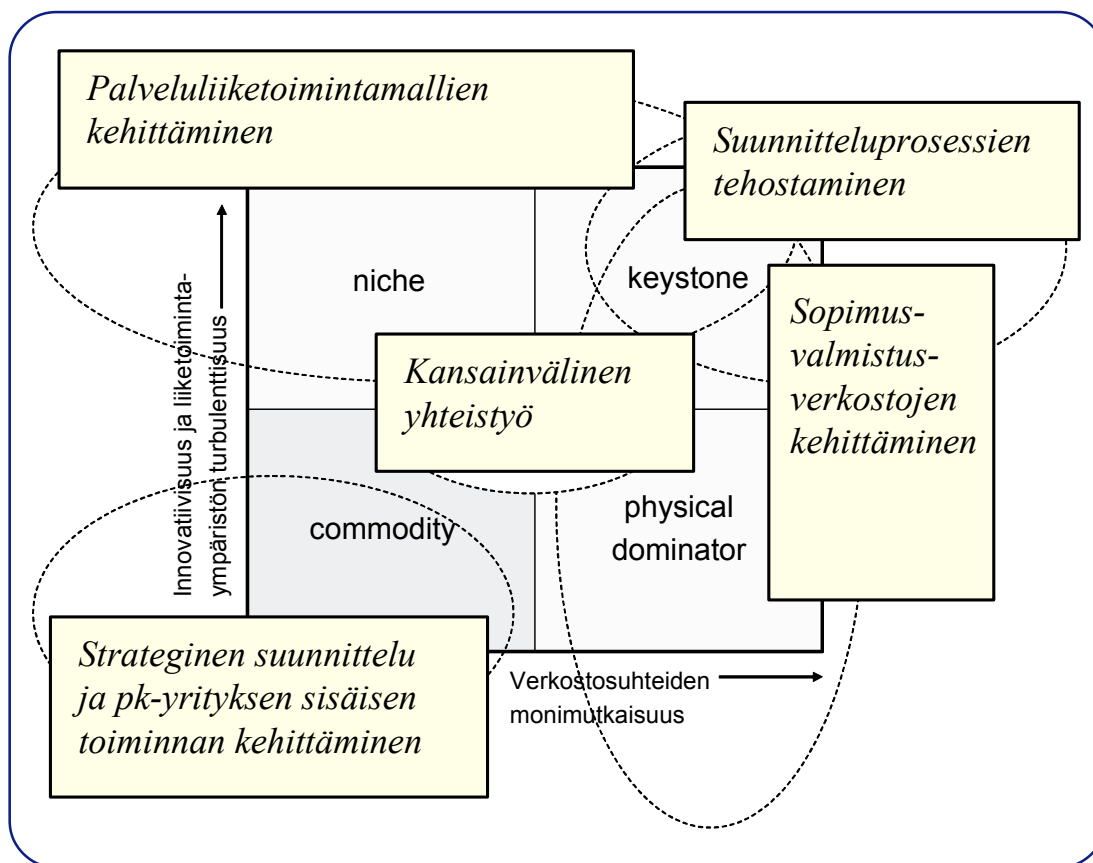 Palveluliiketoimintamallien
kehittäminen
Suunnitteluprosessien
tehostaminen
niche
keystone
Innovatiivisuus ja liiketoiminta-
ympäristön turbulenttisuus
Kansainvälinen
yhteistyö
Sopimus-
valmistus-
verkostojen
kehittäminen
commodity
physical
dominator
Strateginen suunnittelu
ja pk-yrityksen sisäisen
toiminnan kehittäminen
Verkostosuhteiden
monimutkaisuus